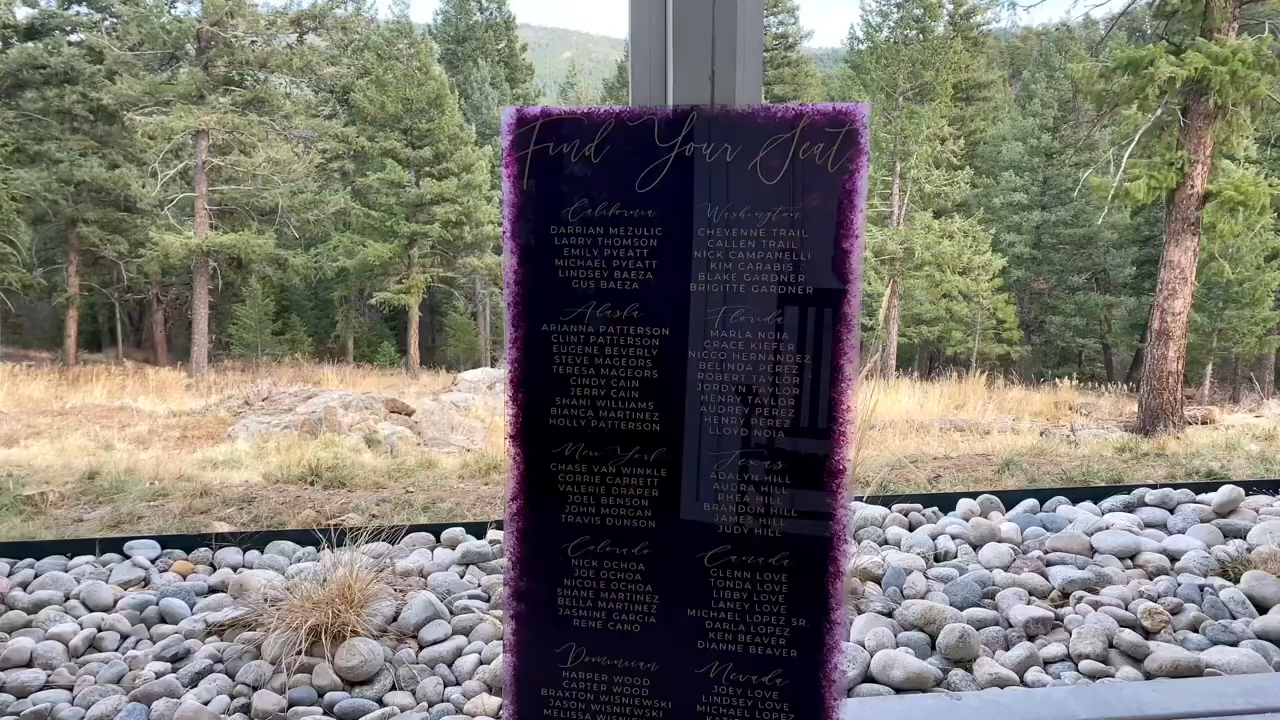 Find Your Seat
California
DARRIAN MEZULIC
LARRY THOMSON
EMILY PYEATT
MICHAEL PYEATT
LINDSEY BAEZA
GUS BAEZA
Alaska
ARIANNA PATTERSON
CLINT PATTERSON
EUGENE BEVERLY
STEVE MAGEORS
TERESA MAGEORS
CINDY CAIN
JERRY CAIN
SHANI WILLIAMS
BIANCA MARTINEZ
HOLLY PATTERSON
New York
CHASE VAN WINKLE
CORRIE GARRETT
VALERIE DRAPER
JOEL BENSON
JOHN MORGAN
TRAVIS DUNSON
Colorado
NICK OCHOA
JOE OCHOA
NICOLE OCHOA
SHANE MARTINEZ
BELLA MARTINEZ
JASMINE GARCIA
RENE CANO
Dominican
HARPER WOOD
CARTER WOOD
BRAXTON WISNIEWSKI
JASON WISNIEWSKI
MELISSA
Washington
CHEYENNE TRAIL
CALLEN TRAIL
NICK CAMPANELLI
KIM CARABIS
BLAKE GARDNER
BRIGITTE GARDNER
Florida
MARLA NOIA
GRACE KIEFER
NICCO HERNANDEZ
BELINDA PEREZ
ROBERT TAYLOR
JORDYN TAYLOR
HENRY TAYLOR
AUDREY PEREZ
HENRY PEREZ
LLOYD NOIA
Texas
ADALYN HILL
AUDRA HILL
RHEA HILL
BRANDON HILL
JAMES HILL
JUDY HILL
Canada
GLENN LOVE
TONDA LOVE
LIBBY LOVE
LANEY LOVE
MICHAEL LOPEZ SR.
DARLA LOPEZ
KEN BEAVER
DIANNE BEAVER
Nevada
JOEY LOVE
LINDSEY LOVE
MICHAEL LOPEZ